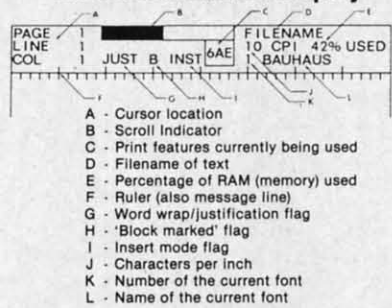 A B C D E
PAGE 1 FILENAME
LINE 1 6AE 10 CPI 42% USED
COL 1 JUST B INST 1 BAUHAUS
F G H I J K L
A - Cursor location
B - Scroll Indicator
C - Print features currently being used
D - Filename of text
E - Percentage of RAM (memory) used
F - Ruler (also message line)
G - Word wrap/justification flag
H - 'Block marked' flag
I - Insert mode flag
J - Characters per inch
K - Number of the current font
L - Name of the current font